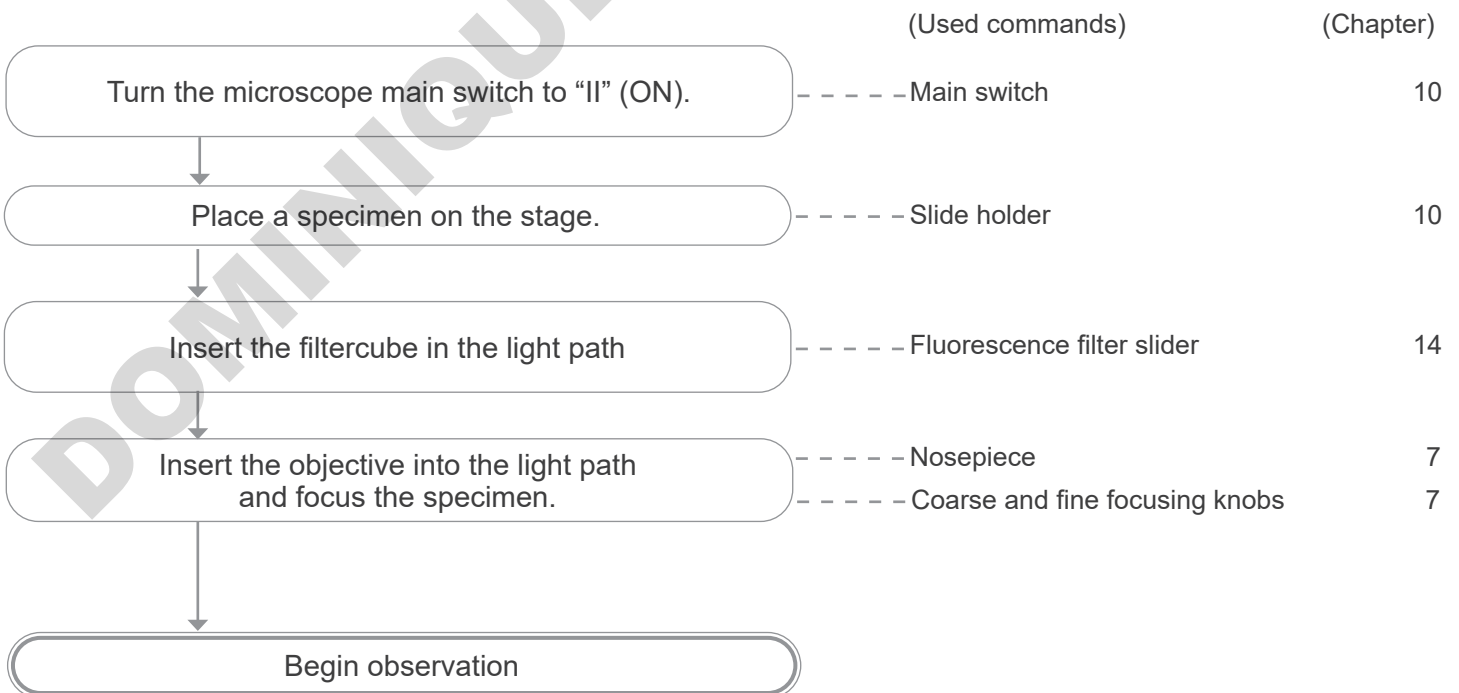 (Used commands) (Chapter)
Turn the microscope main switch to “II” (ON). Main switch 10
Place a specimen on the stage. Slide holder 10
Insert the filtercube in the light path Fluorescence filter slider 14
Insert the objective into the light path
and focus the specimen.
Nosepiece 7
Coarse and fine focusing knobs 7
Begin observation